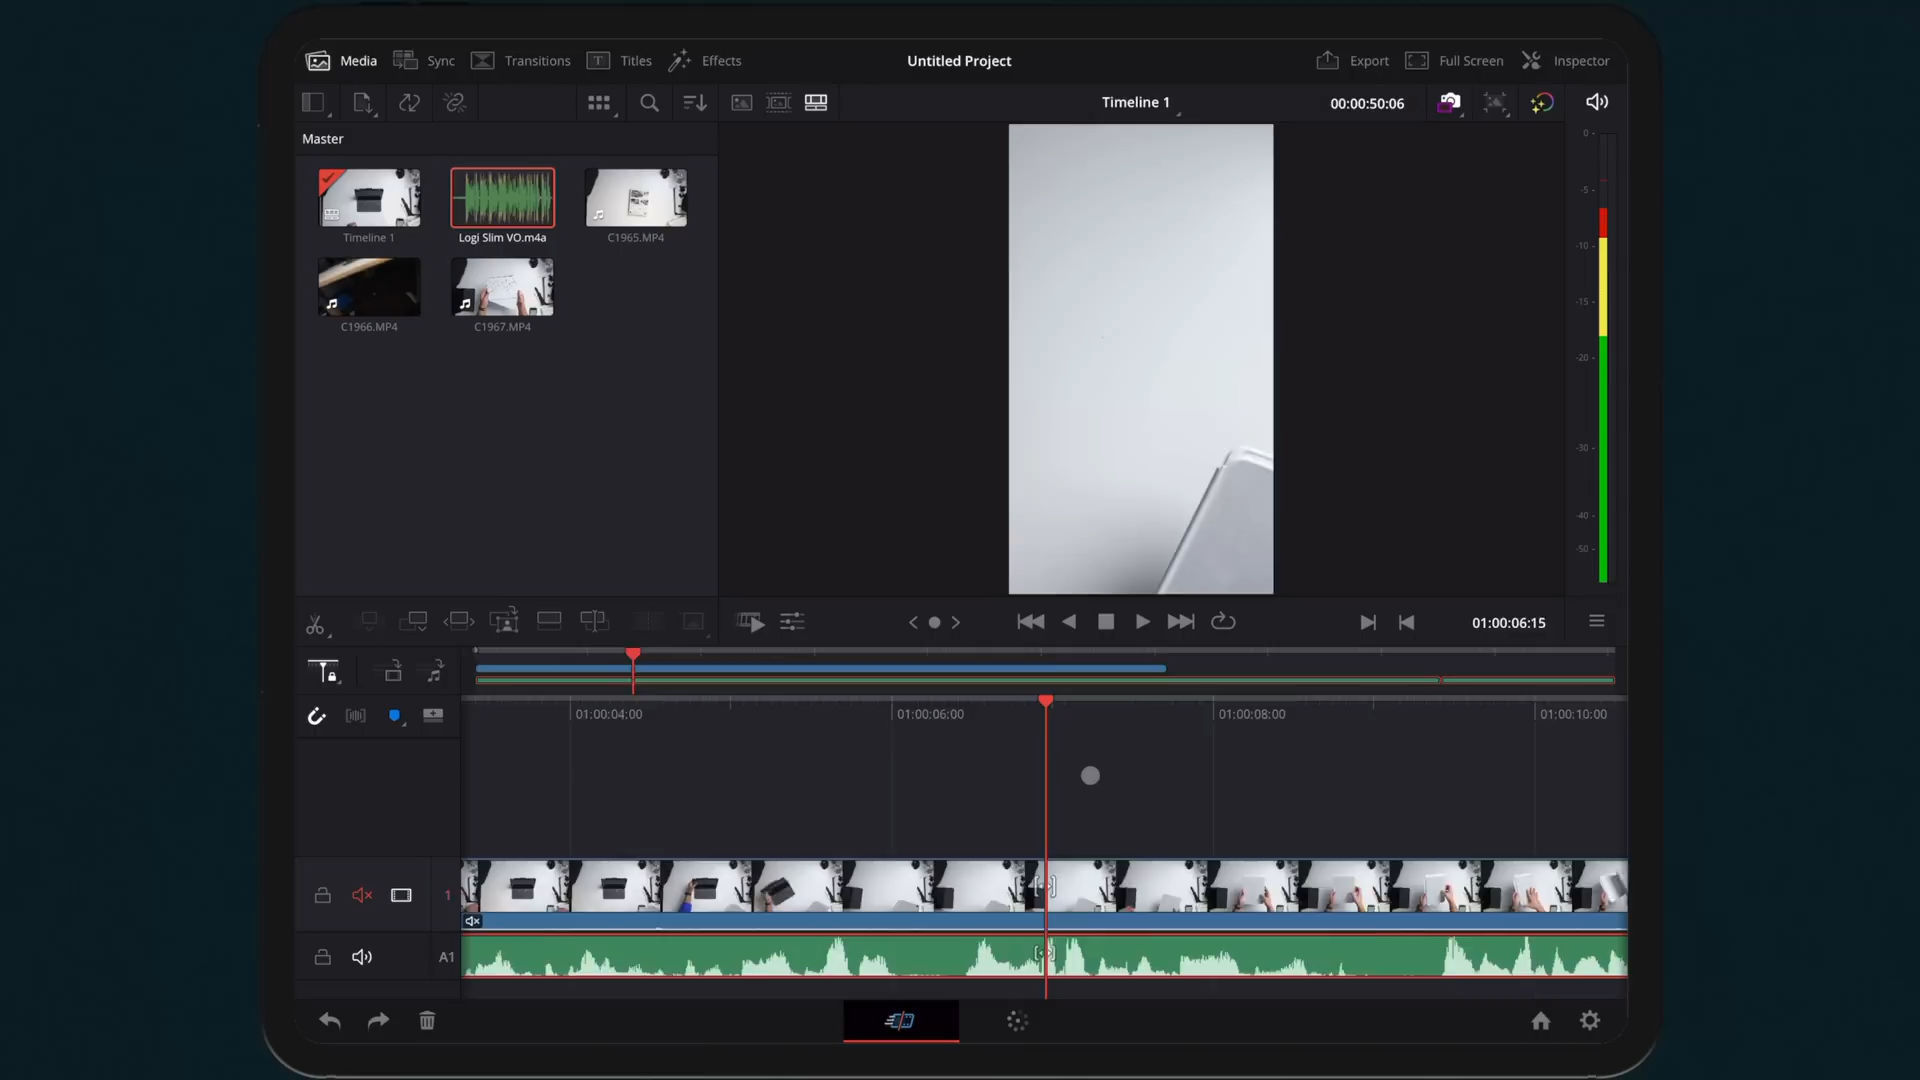 Media Sync Transitions Titles Effects Untitled Project Export Full Screen Inspector
Timeline 1 00:00:50:06
Master
Timeline 1 Logi Slim VO.m4a C1965.MP4
C1966.MP4 C1967.MP4
0
-5
-10
-15
-20
-30
-40
-50
01:00:06:15
01:00:04:00 01:00:06:00 01:00:08:00 01:00:10:00
1
A1